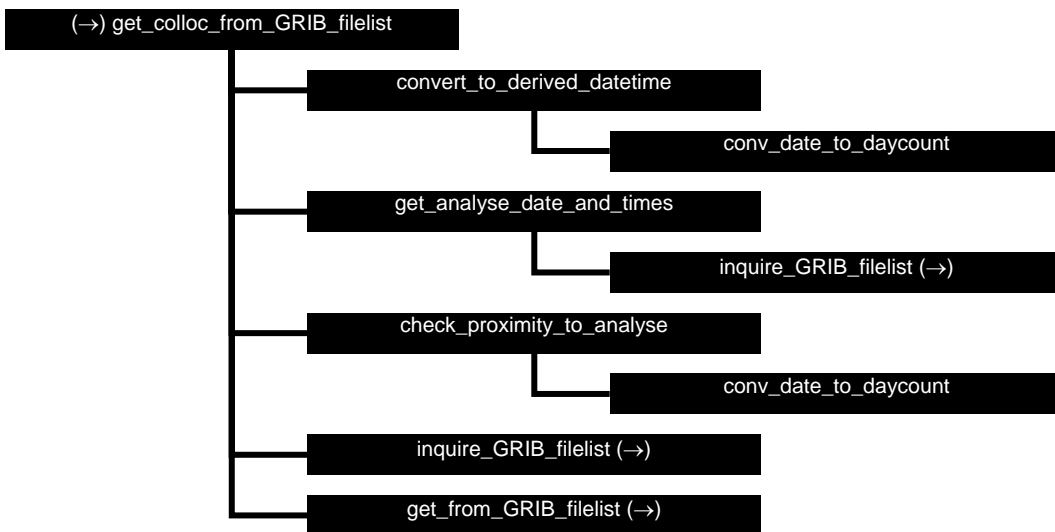 (→) get_colloc_from_GRIB_filelist
convert_to_derived_datetime
conv_date_to_daycount
get_analyse_date_and_times
inquire_GRIB_filelist (→)
check_proximity_to_analyse
conv_date_to_daycount
inquire_GRIB_filelist (→)
get_from_GRIB_filelist (→)